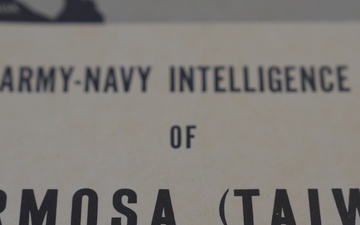 ARMY-NAVY INTELLIGENCE
OF
RMOSA (TAIW